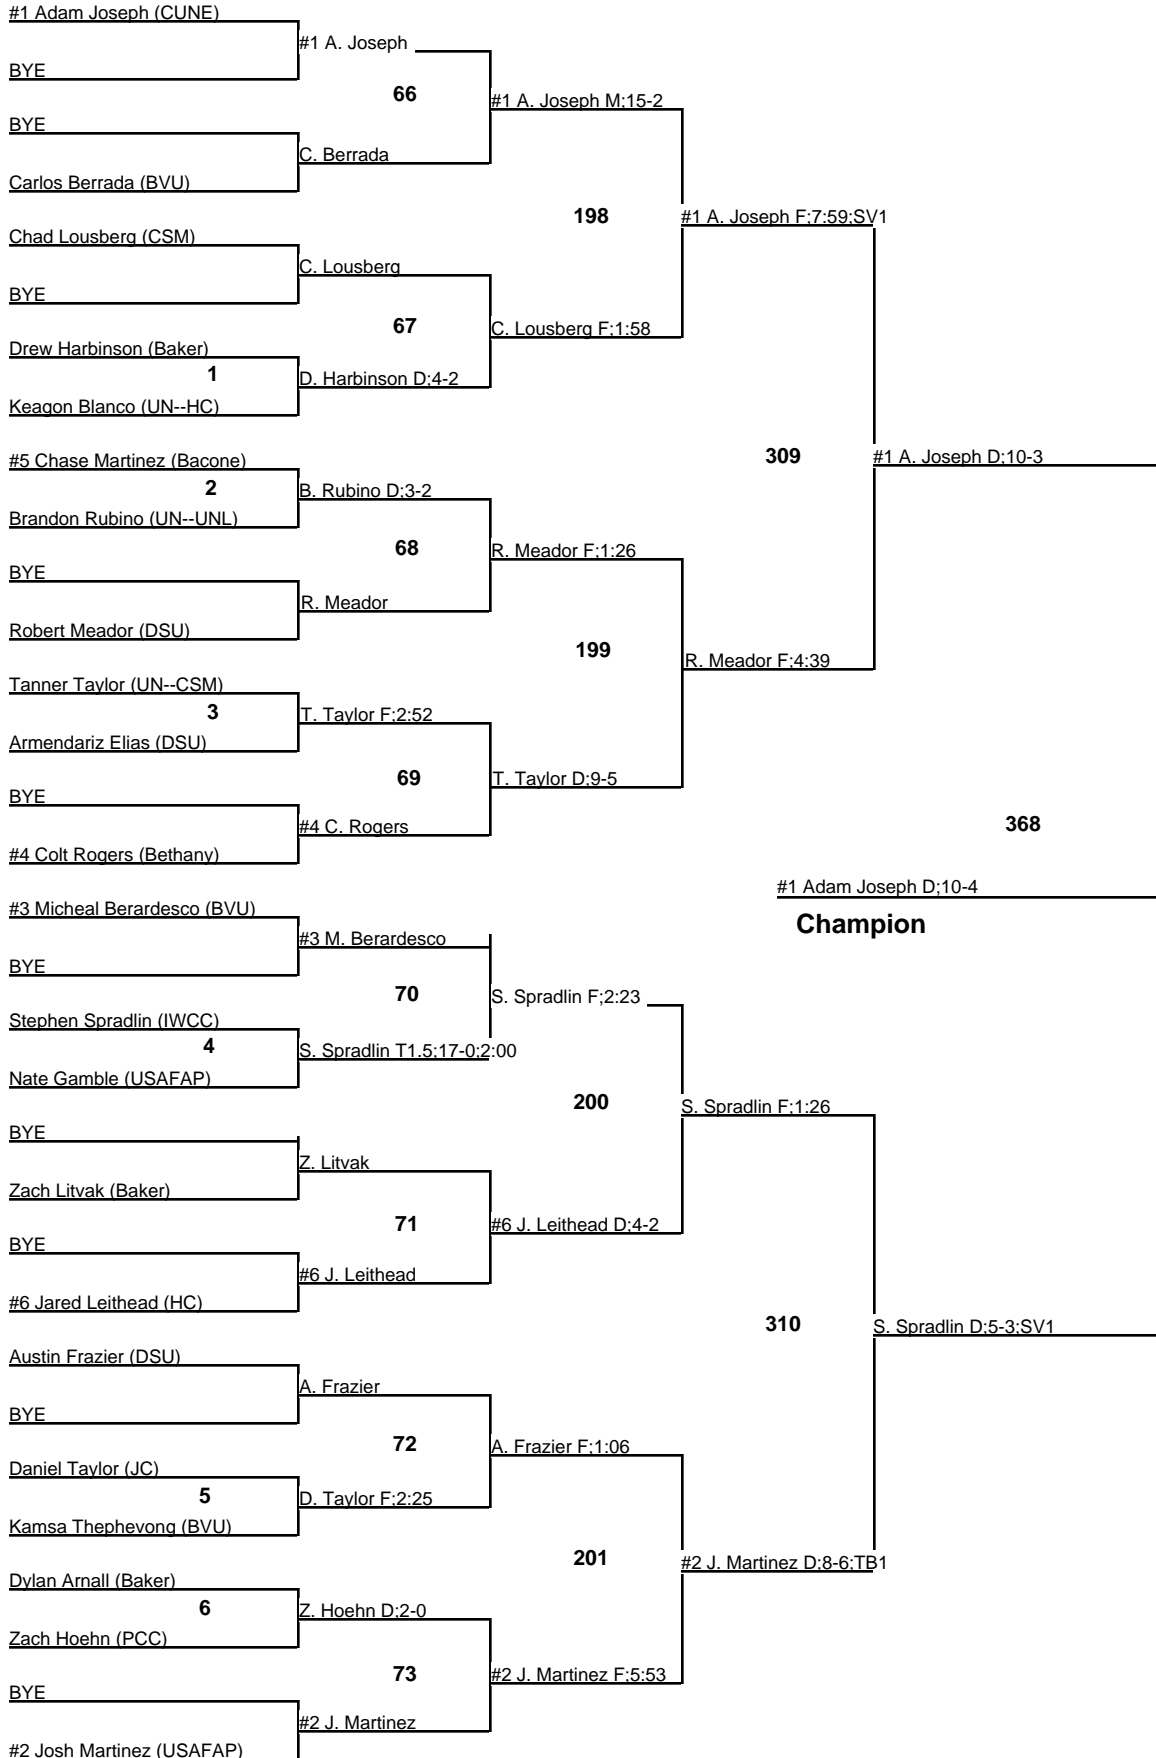 #1 Adam Joseph (CUNE)
#1 A. Joseph
BYE
66
#1 A. Joseph M;15-2
BYE
C. Berrada
Carlos Berrada (BVU)
198
#1 A. Joseph F;7:59;SV1
Chad Lousberg (CSM)
C. Lousberg
BYE
67
C. Lousberg F;1:58
Drew Harbinson (Baker)
1
D. Harbinson D;4-2
Keagon Blanco (UN--HC)
309
#1 A. Joseph D;10-3
#5 Chase Martinez (Bacone)
2
B. Rubino D;3-2
Brandon Rubino (UN--UNL)
68
R. Meador F;1:26
BYE
R. Meador
Robert Meador (DSU)
199
R. Meador F;4:39
Tanner Taylor (UN--CSM)
3
T. Taylor F;2:52
Armendariz Elias (DSU)
69
T. Taylor D;9-5
BYE
#4 C. Rogers
368
#4 Colt Rogers (Bethany)
#1 Adam Joseph D;10-4
Champion
#3 Micheal Berardesco (BVU)
#3 M. Berardesco
BYE
70
S. Spradlin F;2:23
Stephen Spradlin (IWCC)
4
S. Spradlin T1.5;17-0;2:00
Nate Gamble (USAFAP)
200
S. Spradlin F;1:26
BYE
Z. Litvak
Zach Litvak (Baker)
71
#6 J. Leithead D;4-2
BYE
#6 J. Leithead
#6 Jared Leithead (HC)
310
S. Spradlin D;5-3;SV1
Austin Frazier (DSU)
A. Frazier
BYE
72
A. Frazier F;1:06
Daniel Taylor (JC)
5
D. Taylor F;2:25
Kamsa Thephevong (BVU)
201
#2 J. Martinez D;8-6;TB1
Dylan Arnall (Baker)
6
Z. Hoehn D;2-0
Zach Hoehn (PCC)
73
#2 J. Martinez F;5:53
BYE
#2 J. Martinez
#2 Josh Martinez (USAFAP)